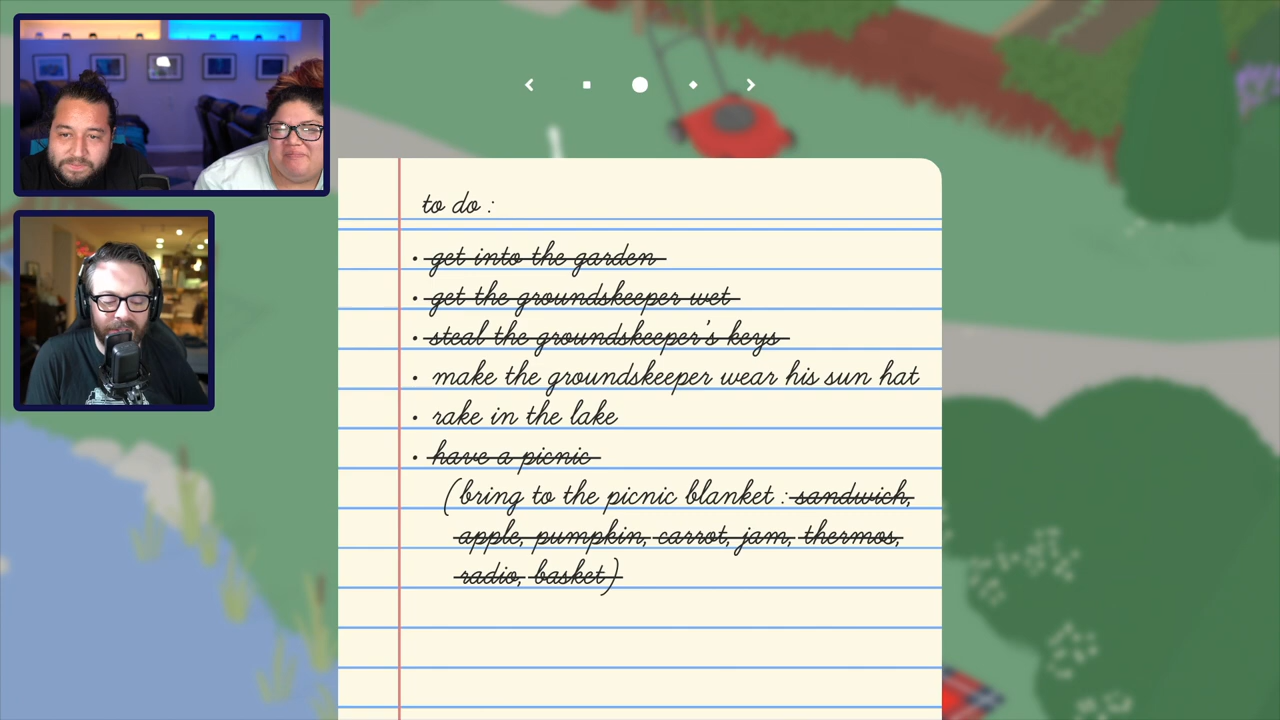 to do :
• get into the garden
• get the groundskeeper wet
• steal the groundskeeper's keys
• make the groundskeeper wear his sun hat
• rake in the lake
• have a picnic
(bring to the picnic blanket : sandwich,
apple, pumpkin, carrot, jam, thermos,
radio, basket)